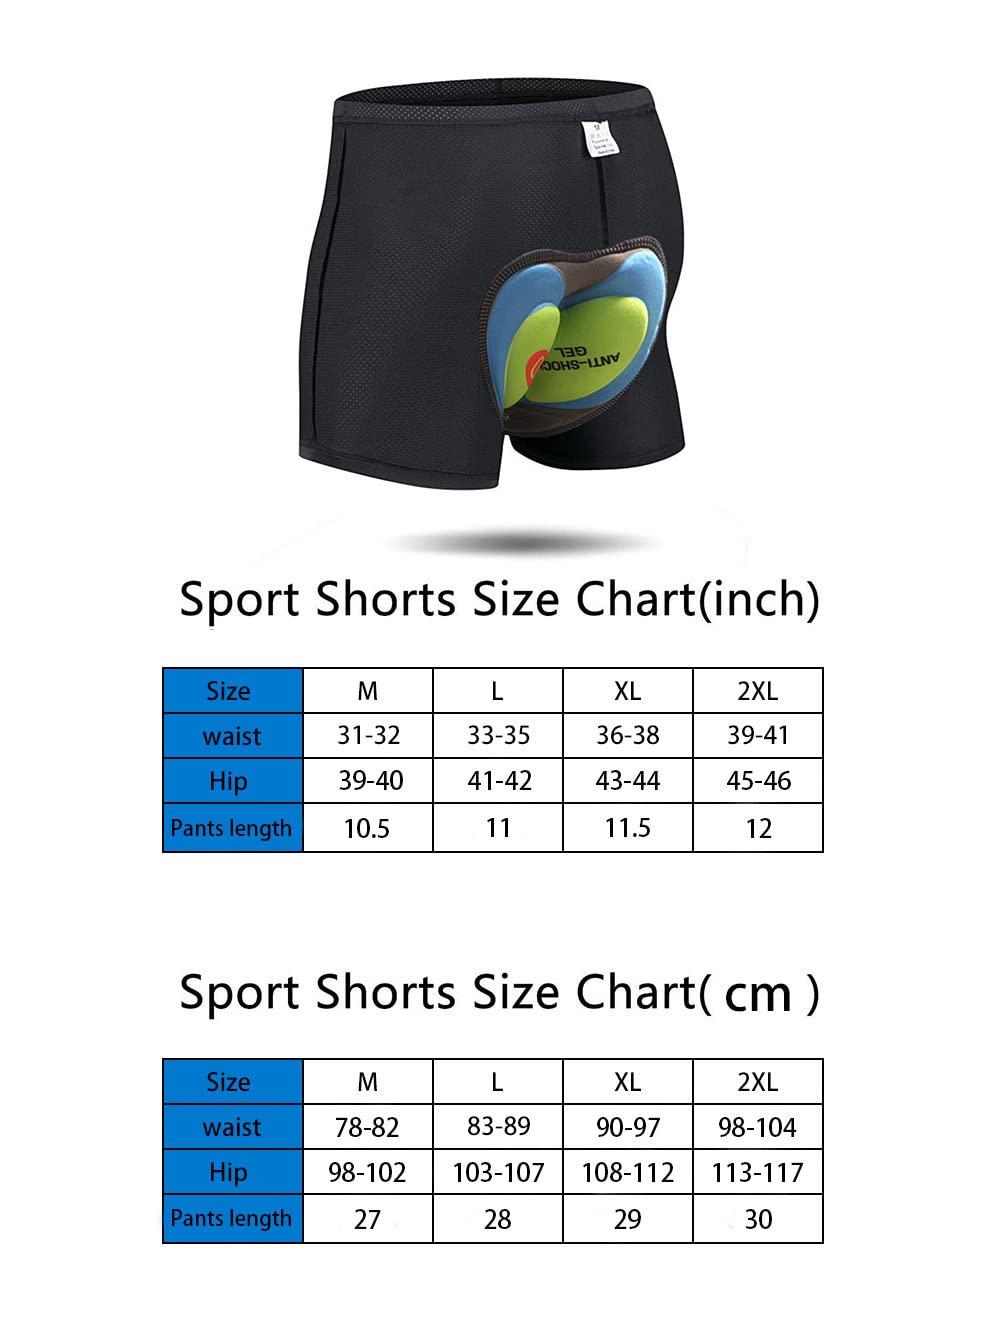 M
ANTI-SHOCK
GEL
Sport Shorts Size Chart(inch)
Size M L XL 2XL
waist 31-32 33-35 36-38 39-41
Hip 39-40 41-42 43-44 45-46
Pants length 10.5 11 11.5 12
Sport Shorts Size Chart( cm )
Size M L XL 2XL
waist 78-82 83-89 90-97 98-104
Hip 98-102 103-107 108-112 113-117
Pants length 27 28 29 30